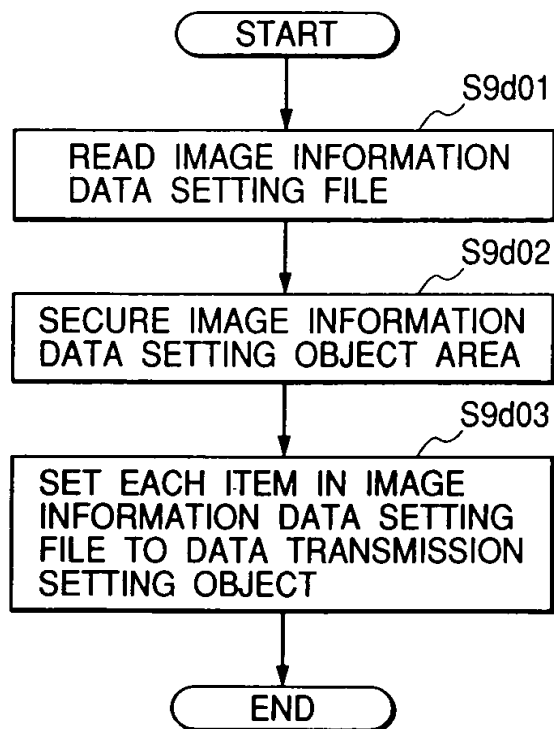 START
S9d01
READ IMAGE INFORMATION
DATA SETTING FILE
S9d02
SECURE IMAGE INFORMATION
DATA SETTING OBJECT AREA
S9d03
SET EACH ITEM IN IMAGE
INFORMATION DATA SETTING
FILE TO DATA TRANSMISSION
SETTING OBJECT
END